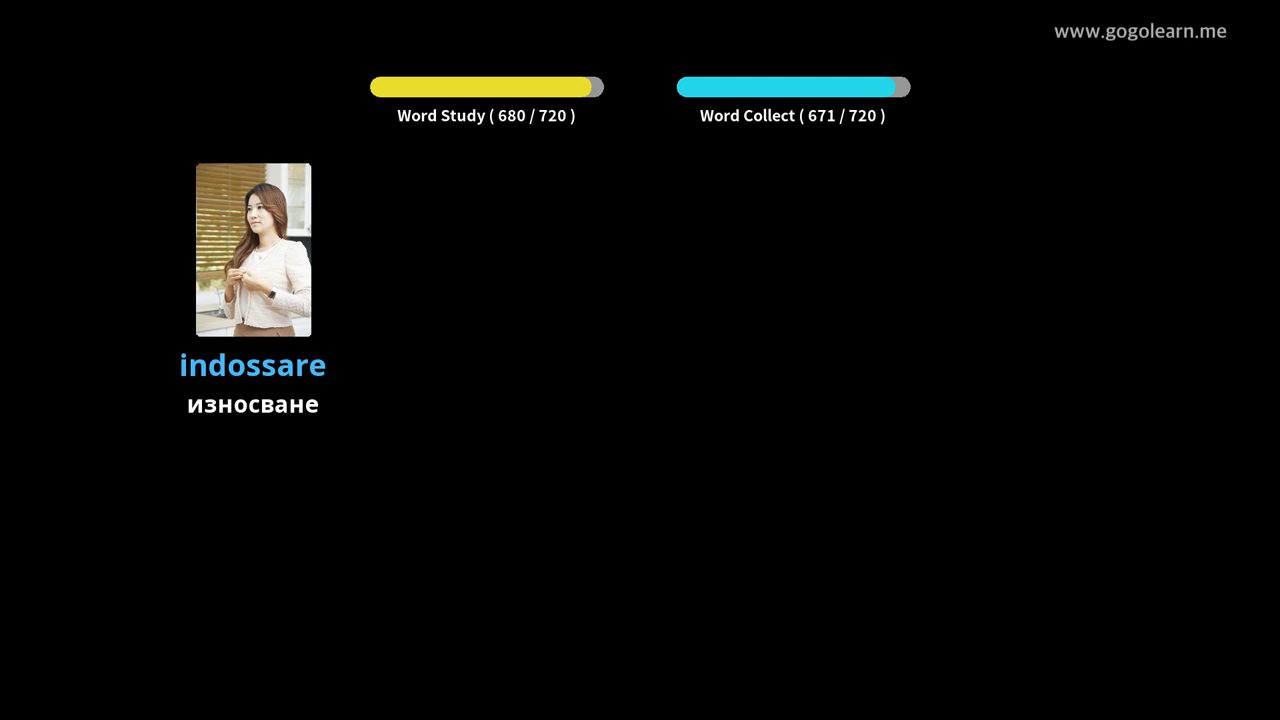 www.gogolearn.me
Word Study ( 680 / 720 )
Word Collect ( 671 / 720 )
indossare
износване